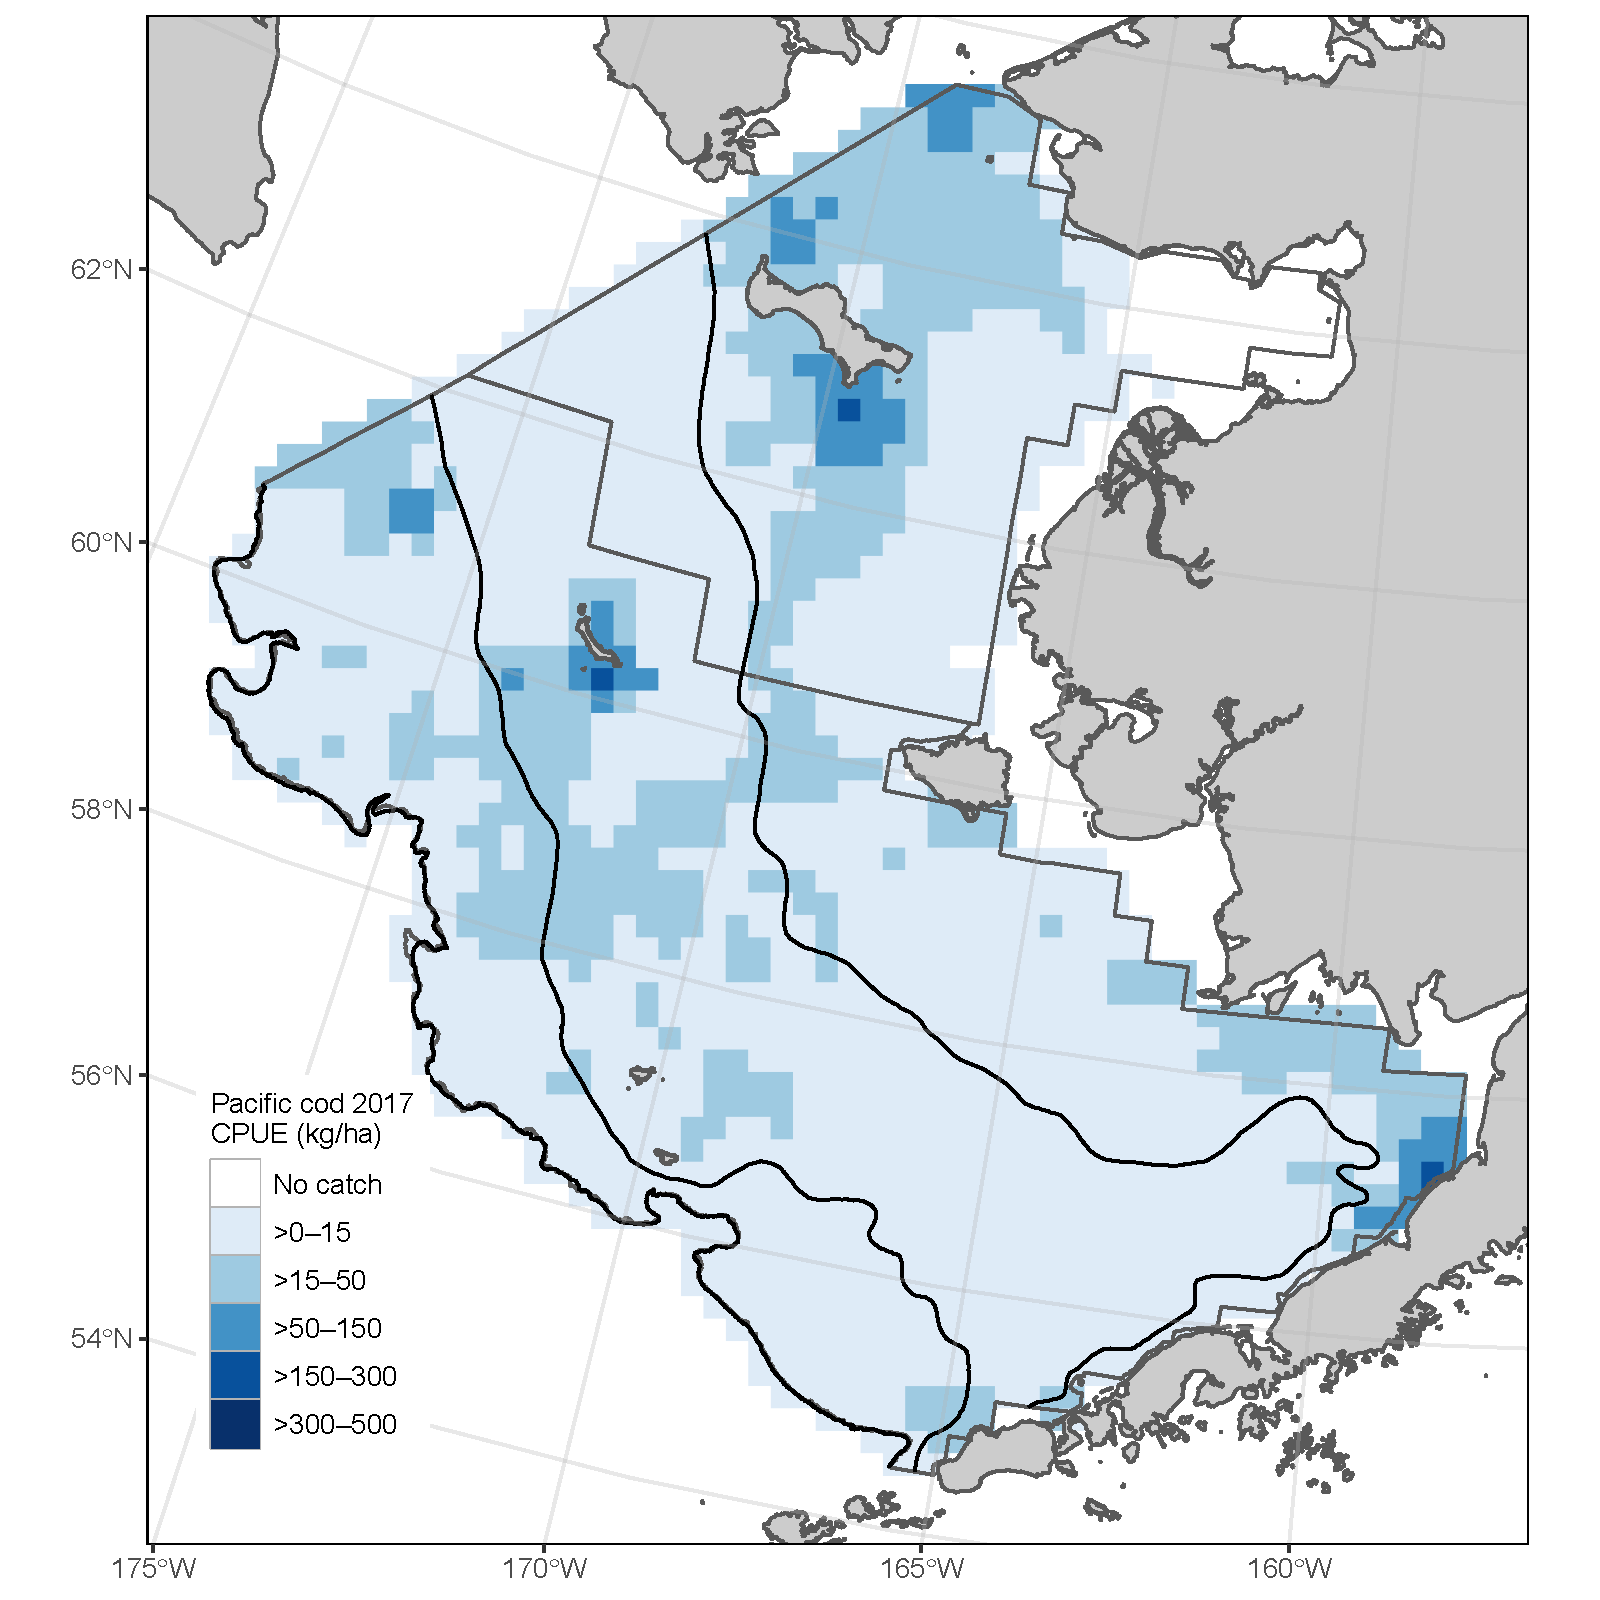 62°N
60°N
58°N
56°N
54°N
Pacific cod 2017
CPUE (kg/ha)
No catch
>0–15
>15–50
>50–150
>150–300
>300–500
175°W
170°W
165°W
160°W